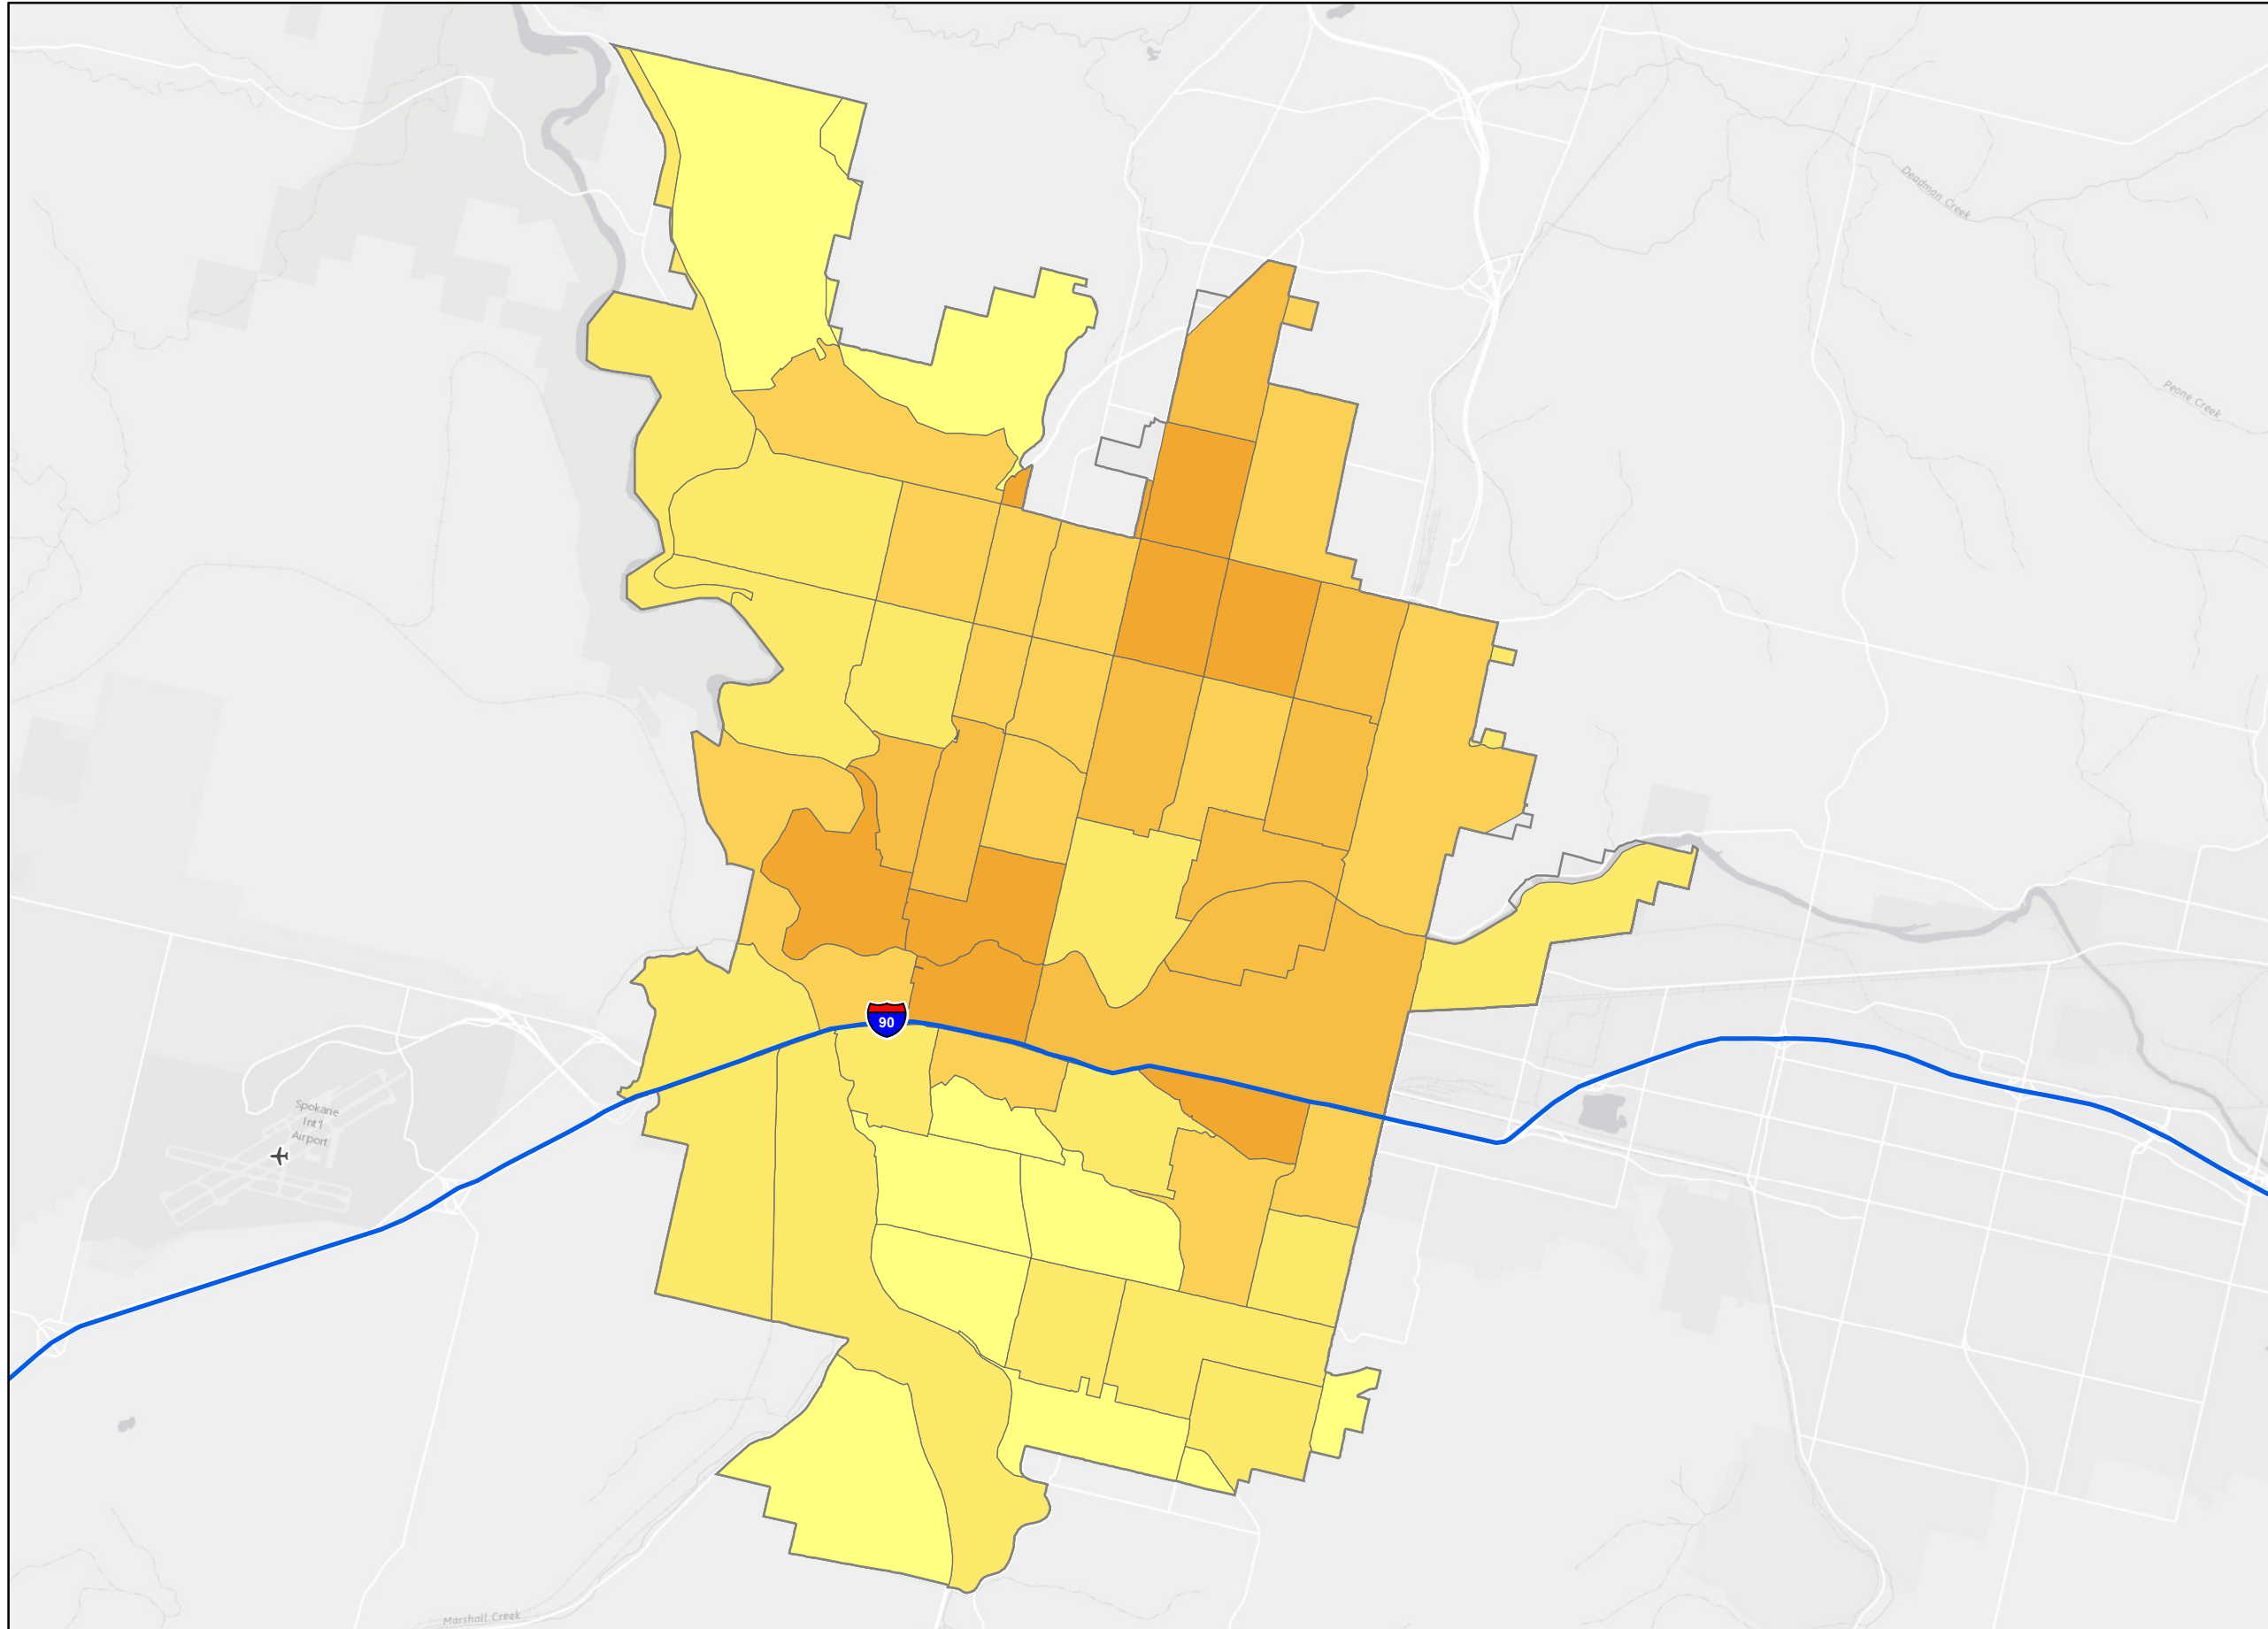 Deadman Creek
Peone Creek
90
Spokane
Int'l
Airport
Marshall Creek